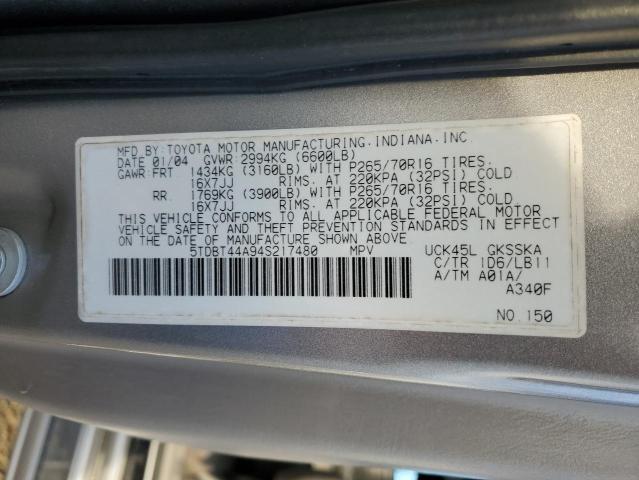 MFD BY: TOYOTA MOTOR MANUFACTURING, INDIANA, INC.
DATE 01/04 GVWR 2994KG (6600LB)
GAWR: FRT 1434KG (3160LB) WITH P265/70R16 TIRES.
16X7JJ RIMS. AT 220KPA (32PSI) COLD
RR 1769KG (3900LB) WITH P265/70R16 TIRES.
16X7JJ RIMS. AT 220KPA (32PSI) COLD
THIS VEHICLE CONFORMS TO ALL APPLICABLE FEDERAL MOTOR
VEHICLE SAFETY AND THEFT PREVENTION STANDARDS IN EFFECT
ON THE DATE OF MANUFACTURE SHOWN ABOVE.
5TDBT44A94S217480 MPV UCK45L GKSSKA
C/TR 1D6/LB11
A/TM A01A/
A340F
NO. 150